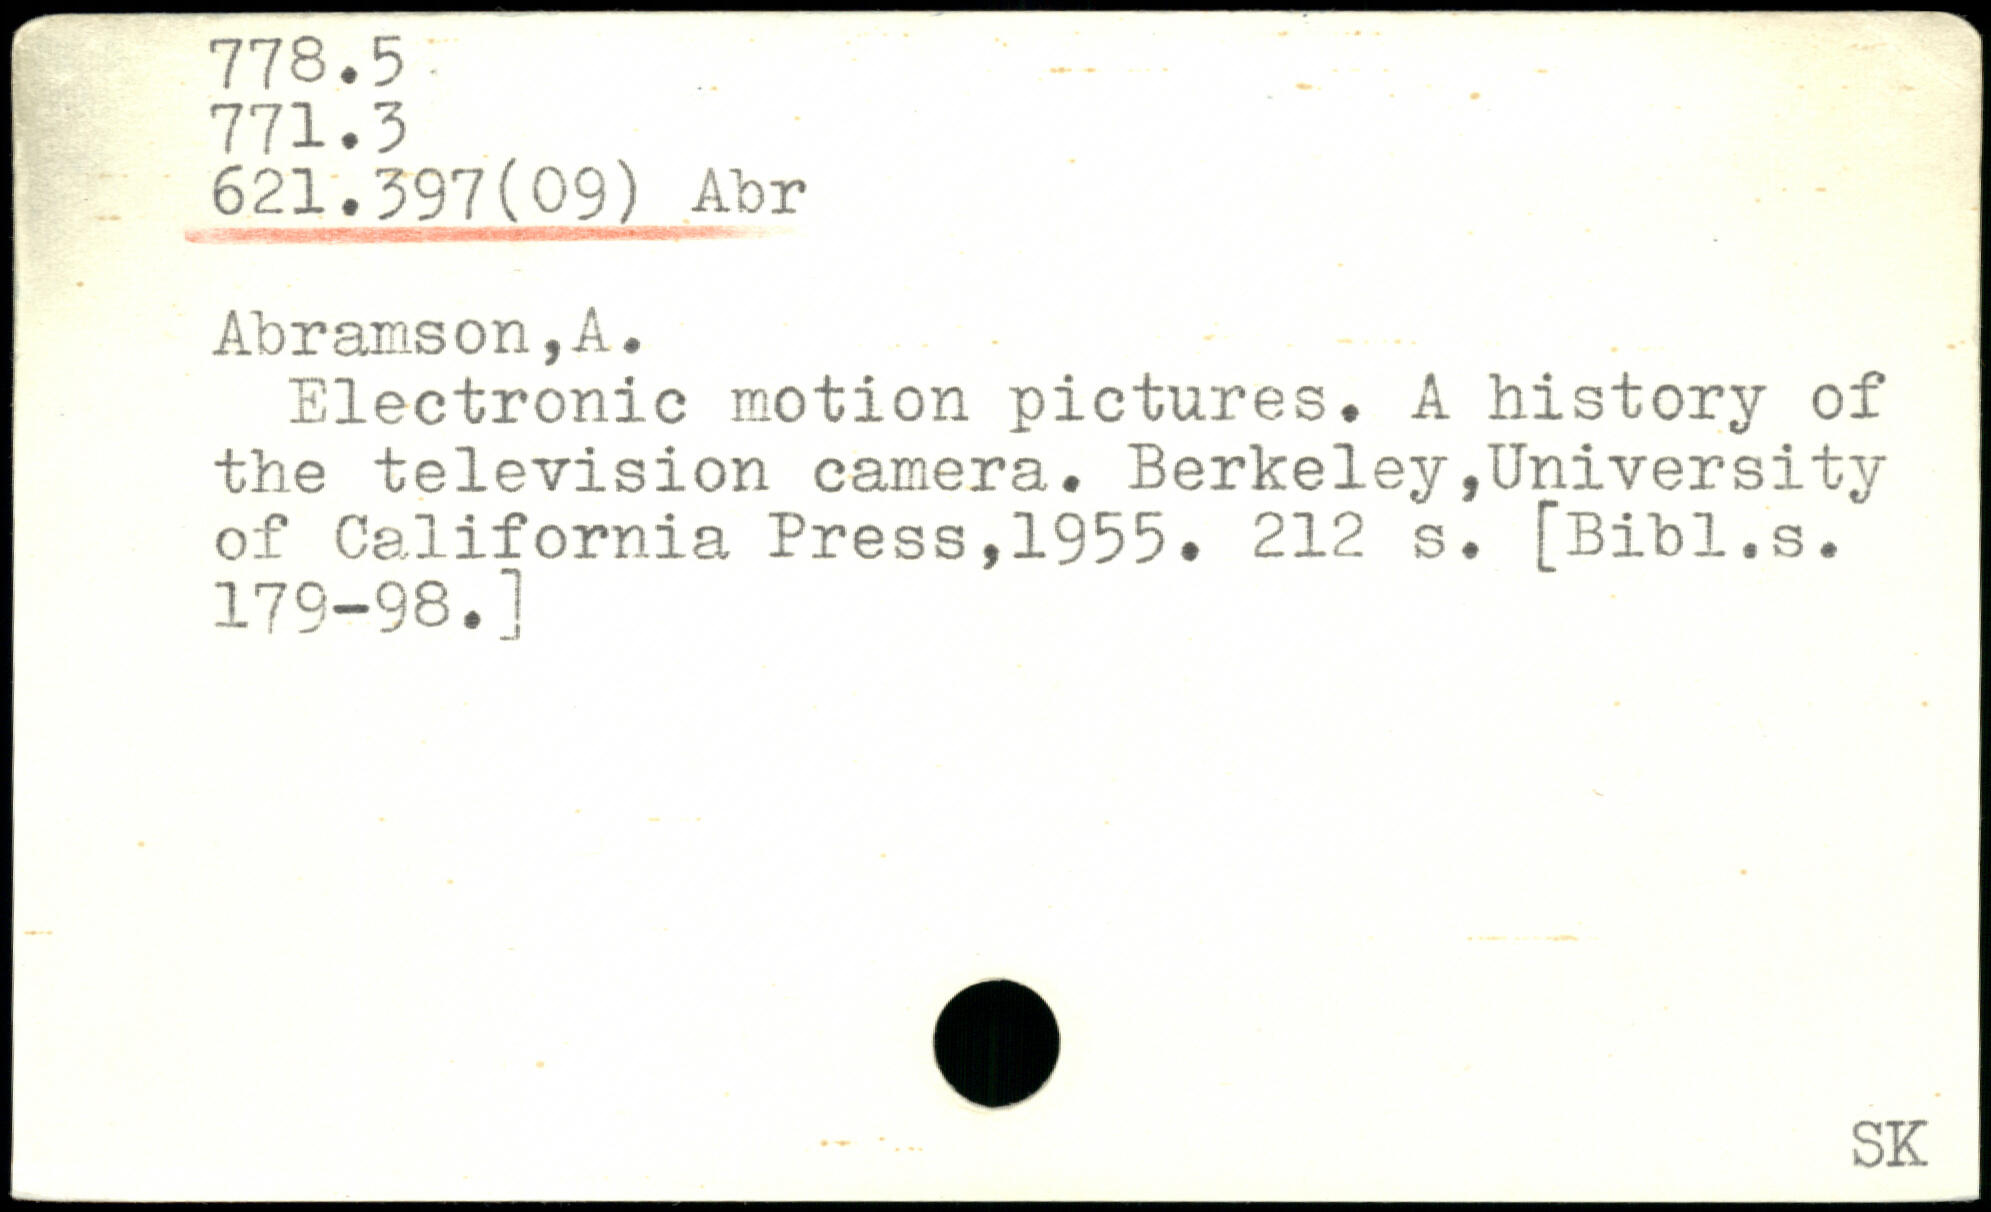 778.5
771.3
621.397(09) Abr
Abramson,A.
Electronic motion pictures. A history of
the television camera. Berkeley,University
of California Press,1955. 212 s. [Bibl.s.
179-98.]
SK